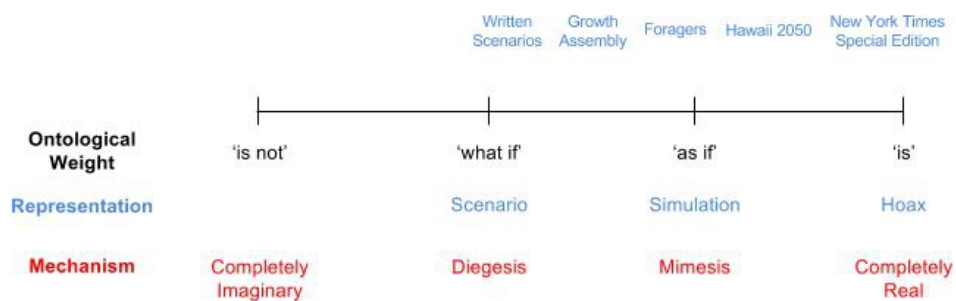 Written Scenarios
Growth Assembly
Foragers
Hawaii 2050
New York Times Special Edition
Ontological Weight
'is not'
'what if'
'as if'
'is'
Representation
Scenario
Simulation
Hoax
Mechanism
Completely Imaginary
Diegesis
Mimesis
Completely Real